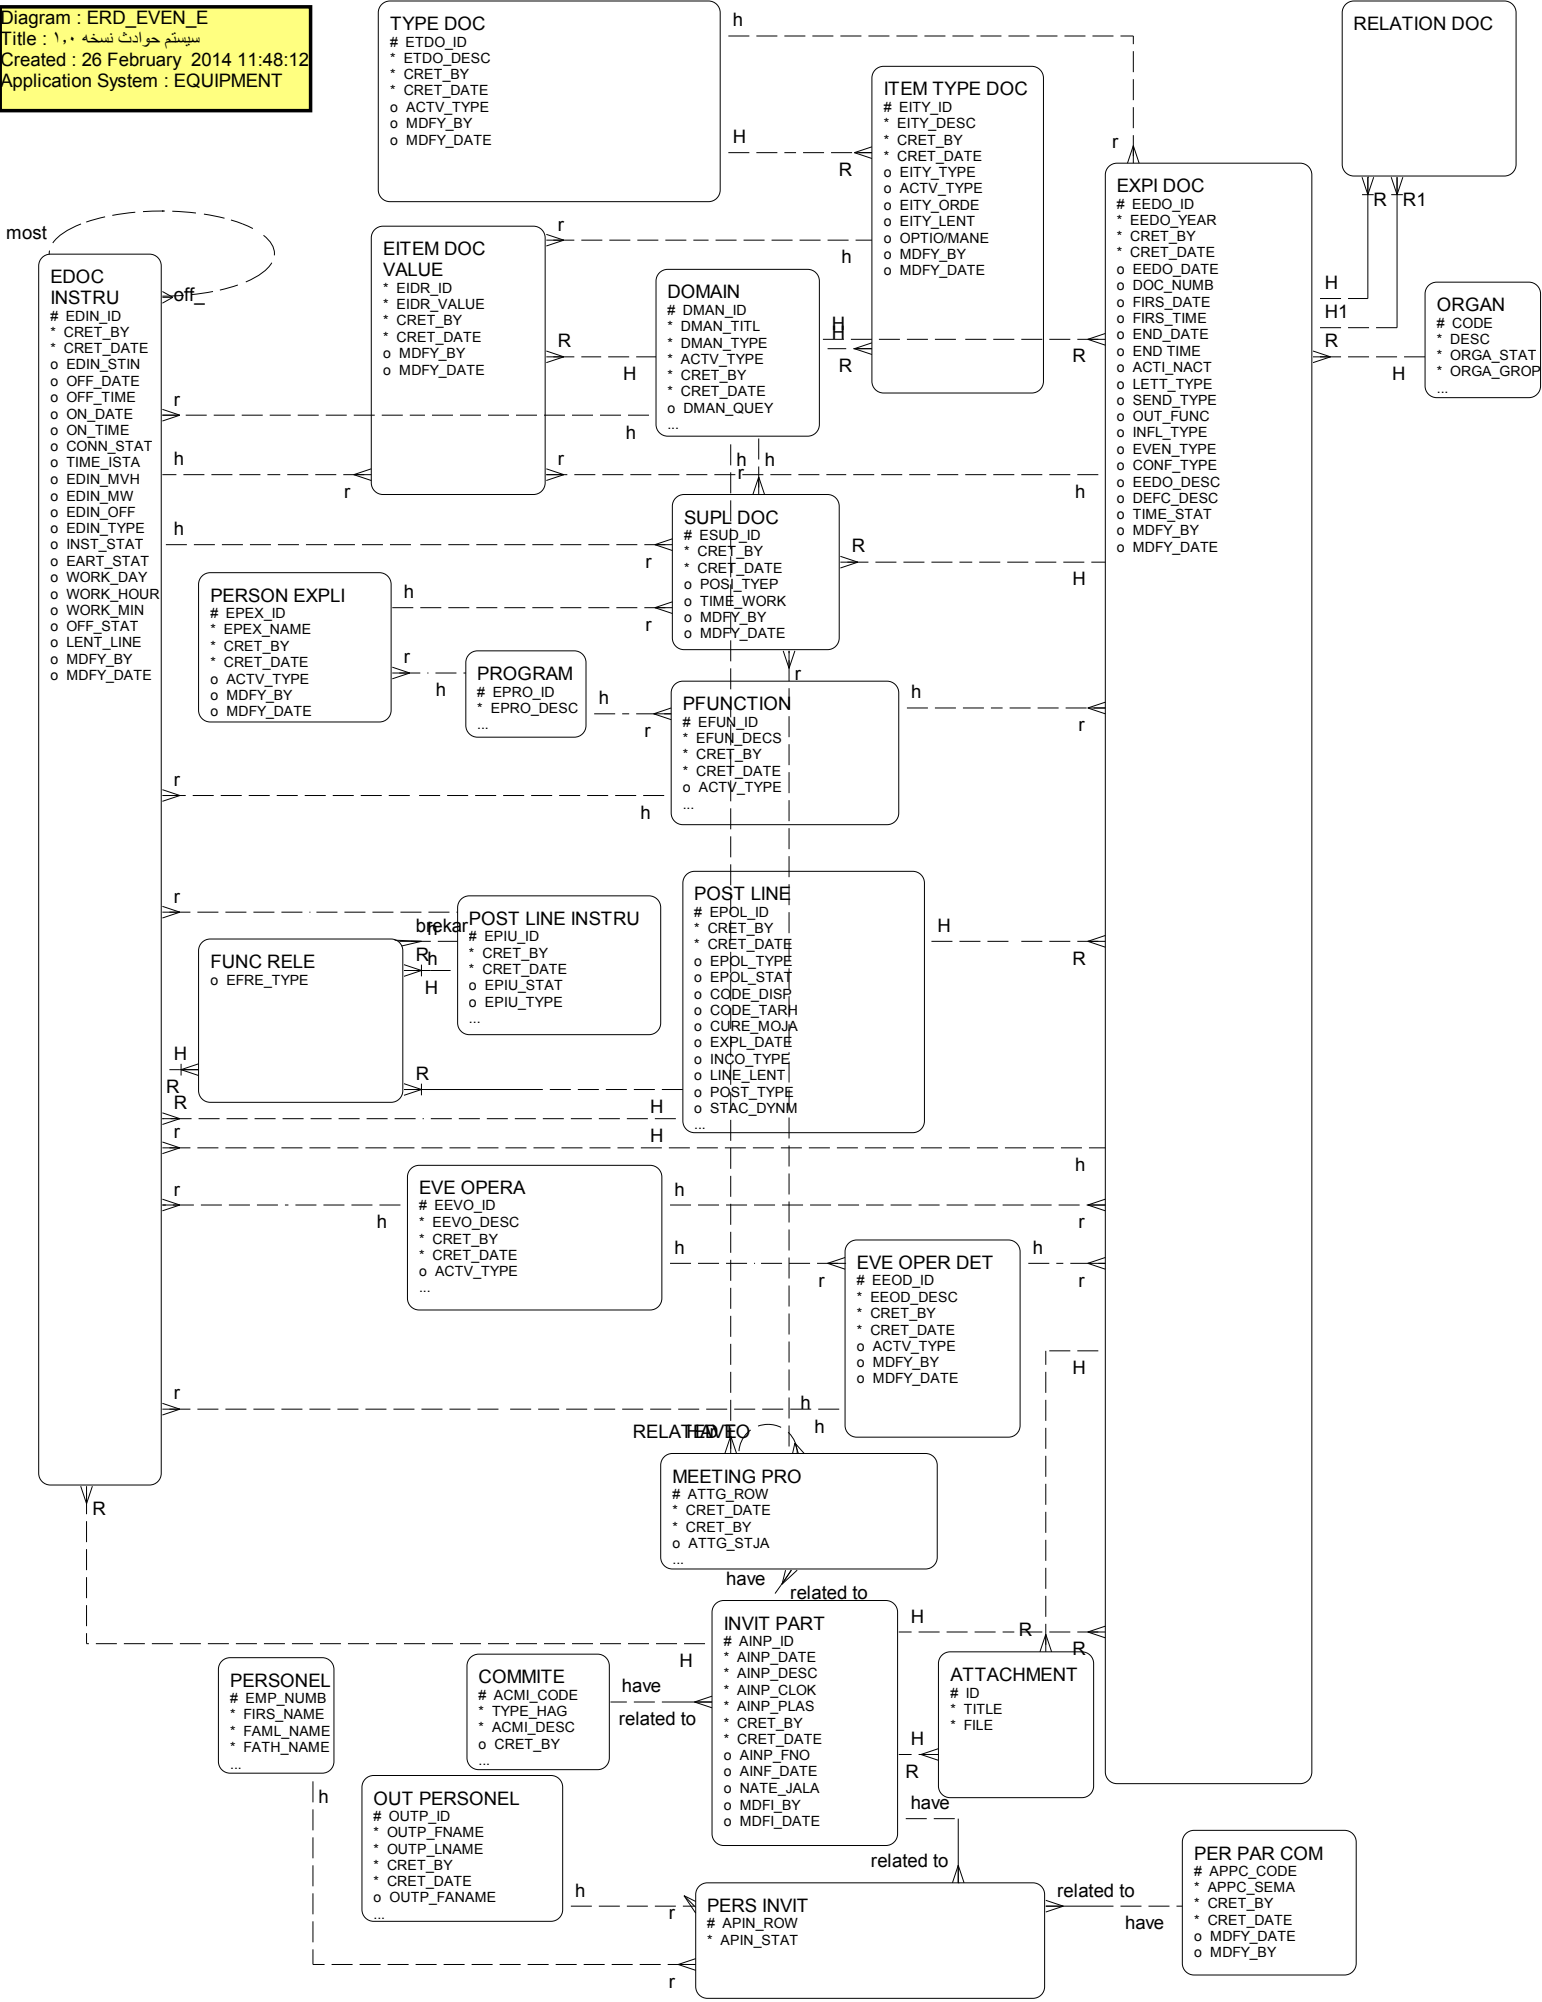 Diagram : ERD_EVEN_E
Title : سیستم حوادث نسخه ۱,۰
Created : 26 February 2014 11:48:12
Application System : EQUIPMENT
TYPE DOC
# ETDO_ID
* ETDO_DESC
* CRET_BY
* CRET_DATE
o ACTV_TYPE
o MDFY_BY
o MDFY_DATE
h
H
R
r
ITEM TYPE DOC
# EITY_ID
* EITY_DESC
* CRET_BY
* CRET_DATE
o EITY_TYPE
o ACTV_TYPE
o EITY_ORDE
o EITY_LENT
o OPTIO/MANE
o MDFY_BY
o MDFY_DATE
RELATION DOC
R
R1
H
H1
R
H
EXPI DOC
# EEDO_ID
* EEDO_YEAR
* CRET_BY
* CRET_DATE
o EEDO_DATE
o DOC_NUMB
o FIRS_DATE
o FIRS_TIME
o END_DATE
o END TIME
o ACTI_NACT
o LETT_TYPE
o SEND_TYPE
o OUT_FUNC
o INFL_TYPE
o EVEN_TYPE
o CONF_TYPE
o EEDO_DESC
o DEFC_DESC
o TIME_STAT
o MDFY_BY
o MDFY_DATE
ORGAN
# CODE
* DESC
* ORGA_STAT
* ORGA_GROP
...
most
off_
EDOC
INSTRU
# EDIN_ID
* CRET_BY
* CRET_DATE
o EDIN_STIN
o OFF_DATE
o OFF_TIME
o ON_DATE
o ON_TIME
o CONN_STAT
o TIME_ISTA
o EDIN_MVH
o EDIN_MW
o EDIN_OFF
o EDIN_TYPE
o INST_STAT
o EART_STAT
o WORK_DAY
o WORK_HOUR
o WORK_MIN
o OFF_STAT
o LENT_LINE
o MDFY_BY
o MDFY_DATE
EITEM DOC
VALUE
* EIDR_ID
* EIDR_VALUE
* CRET_BY
* CRET_DATE
o MDFY_BY
o MDFY_DATE
r
h
R
H
DOMAIN
# DMAN_ID
* DMAN_TITL
* DMAN_TYPE
* ACTV_TYPE
* CRET_BY
* CRET_DATE
o DMAN_QUEY
...
H
H
R
R
r
h
h
r
r
h
h
h
r
SUPL DOC
# ESUD_ID
* CRET_BY
* CRET_DATE
o POSI_TYEP
o TIME_WORK
o MDFY_BY
o MDFY_DATE
h
r
R
H
r
PERSON EXPLI
# EPEX_ID
* EPEX_NAME
* CRET_BY
* CRET_DATE
o ACTV_TYPE
o MDFY_BY
o MDFY_DATE
h
r
r
h
PROGRAM
# EPRO_ID
* EPRO_DESC
...
h
r
PFUNCTION
# EFUN_ID
* EFUN_DECS
* CRET_BY
* CRET_DATE
o ACTV_TYPE
...
h
r
r
h
POST LINE
# EPOL_ID
* CRET_BY
* CRET_DATE
o EPOL_TYPE
o EPOL_STAT
o CODE_DISP
o CODE_TARH
o CURE_MOJA
o EXPL_DATE
o INCO_TYPE
o LINE_LENT
o POST_TYPE
o STAC_DYNM
...
H
R
r
POST LINE INSTRU
# EPIU_ID
* CRET_BY
* CRET_DATE
o EPIU_STAT
o EPIU_TYPE
...
brekar
h
R
h
H
FUNC RELE
o EFRE_TYPE
H
R
R
R
H
r
H
h
EVE OPERA
# EEVO_ID
* EEVO_DESC
* CRET_BY
* CRET_DATE
o ACTV_TYPE
...
r
h
h
r
h
r
EVE OPER DET
# EEOD_ID
* EEOD_DESC
* CRET_BY
* CRET_DATE
o ACTV_TYPE
o MDFY_BY
o MDFY_DATE
h
r
r
h
h
H
MEETING PRO
# ATTG_ROW
* CRET_DATE
* CRET_BY
o ATTG_STJA
...
have
related to
R
H
INVIT PART
# AINP_ID
* AINP_DATE
* AINP_DESC
* AINP_CLOK
* AINP_PLAS
* CRET_BY
* CRET_DATE
o AINP_FNO
o AINF_DATE
o NATE_JALA
o MDFI_BY
o MDFI_DATE
H
R
R
ATTACHMENT
# ID
* TITLE
* FILE
H
R
PERSONEL
# EMP_NUMB
* FIRS_NAME
* FAML_NAME
* FATH_NAME
...
h
COMMITE
# ACMI_CODE
* TYPE_HAG
* ACMI_DESC
o CRET_BY
...
have
related to
OUT PERSONEL
# OUTP_ID
* OUTP_FNAME
* OUTP_LNAME
* CRET_BY
* CRET_DATE
o OUTP_FANAME
...
h
r
have
related to
PERS INVIT
# APIN_ROW
* APIN_STAT
r
related to
have
PER PAR COM
# APPC_CODE
* APPC_SEMA
* CRET_BY
* CRET_DATE
o MDFY_DATE
o MDFY_BY